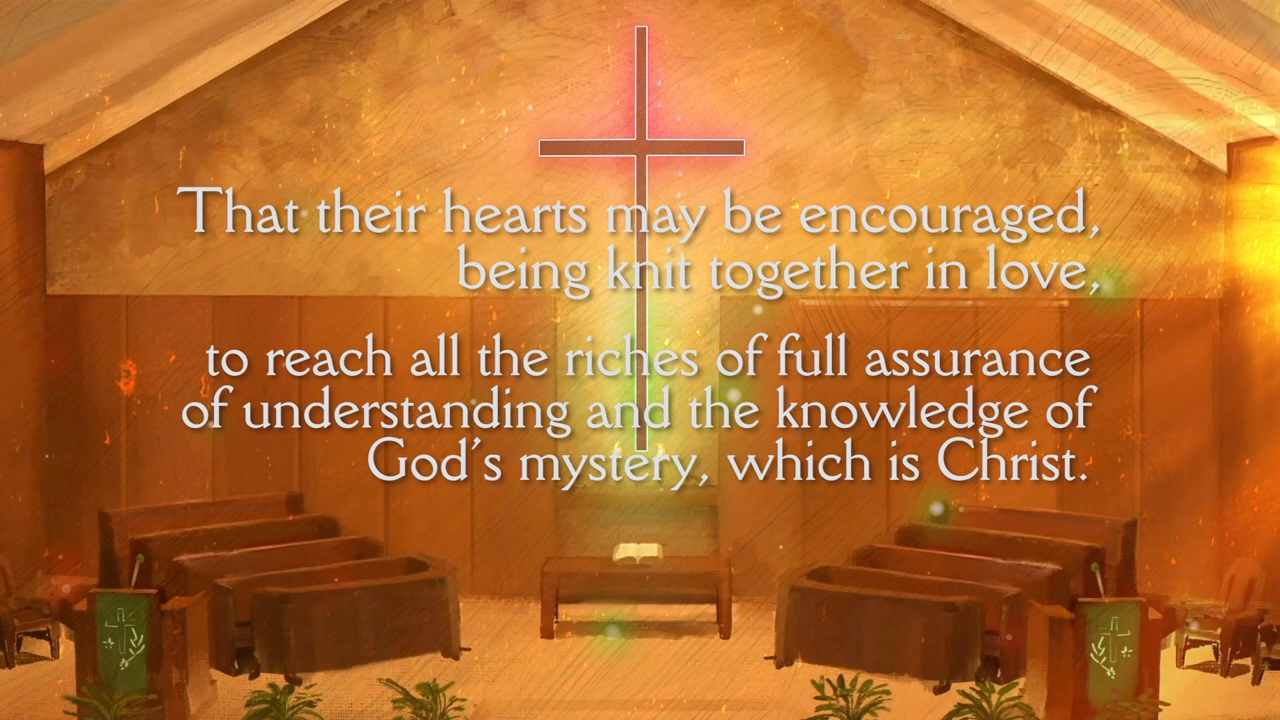 That their hearts may be encouraged,
being knit together in love,
to reach all the riches of full assurance
of understanding and the knowledge of
God's mystery, which is Christ.